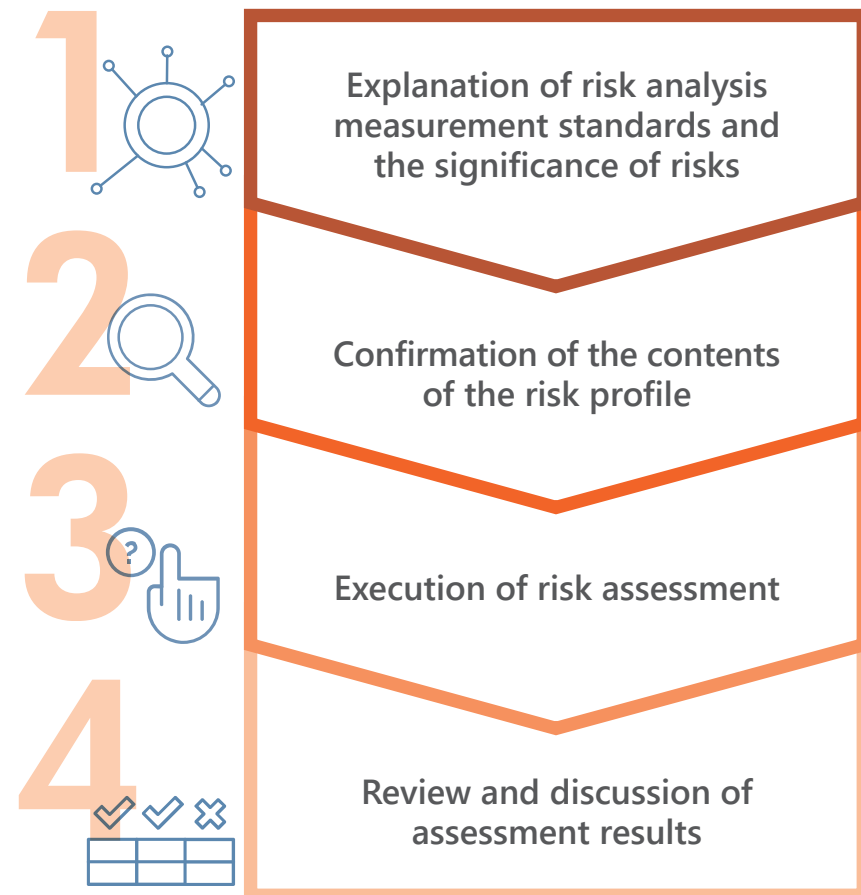 1
Explanation of risk analysis
measurement standards and
the significance of risks
2
Confirmation of the contents
of the risk profile
3
?
Execution of risk assessment
4
Review and discussion of
assessment results